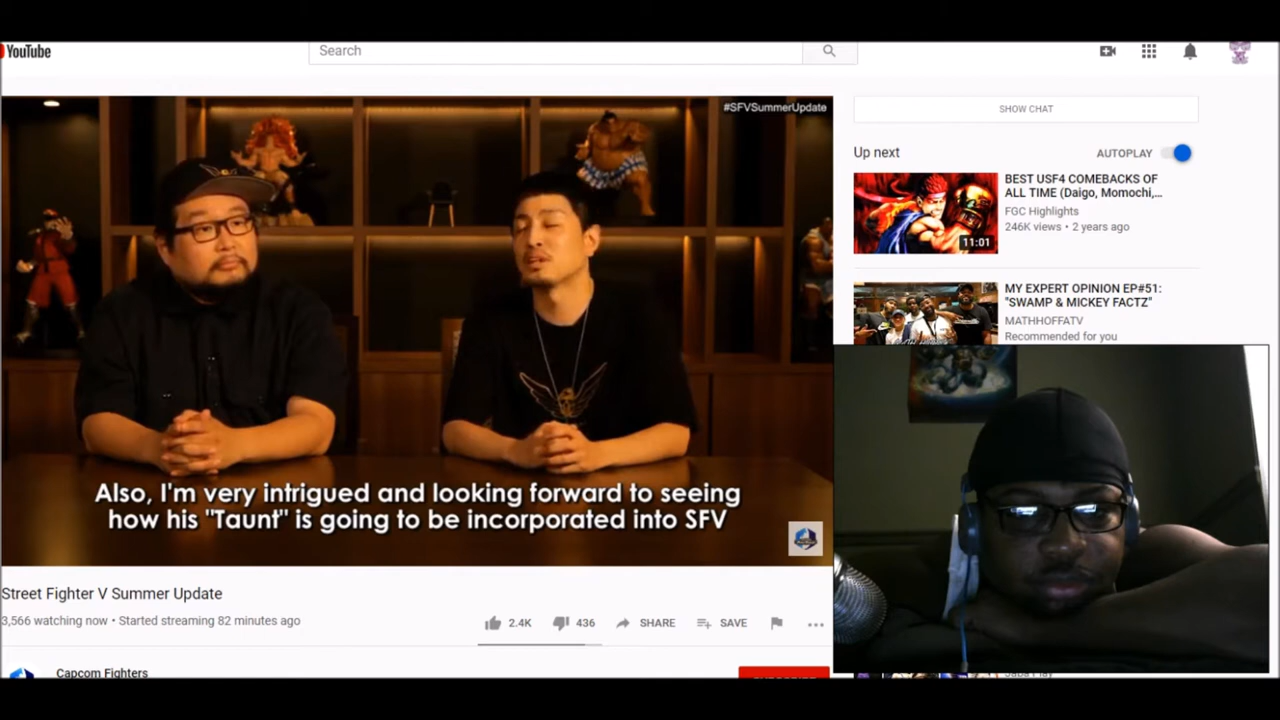 YouTube
Search
#SFVSummerUpdate
Also, I'm very intrigued and looking forward to seeing
how his "Taunt" is going to be incorporated into SFV
Street Fighter V Summer Update
3,566 watching now • Started streaming 82 minutes ago
2.4K
436
SHARE
SAVE
Capcom Fighters
SHOW CHAT
Up next
AUTOPLAY
BEST USF4 COMEBACKS OF
ALL TIME (Daigo, Momochi,...
FGC Highlights
246K views • 2 years ago
11:01
MY EXPERT OPINION EP#51:
"SWAMP & MICKEY FACTZ"
MATHHOFFATV
Recommended for you